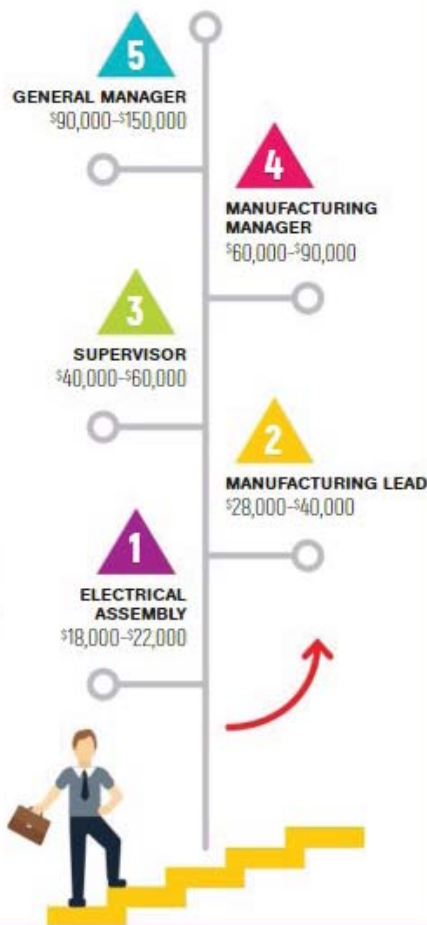 5
GENERAL MANAGER
$90,000–$150,000
4
MANUFACTURING
MANAGER
$60,000–$90,000
3
SUPERVISOR
$40,000–$60,000
2
MANUFACTURING LEAD
$28,000–$40,000
1
ELECTRICAL
ASSEMBLY
$18,000–$22,000